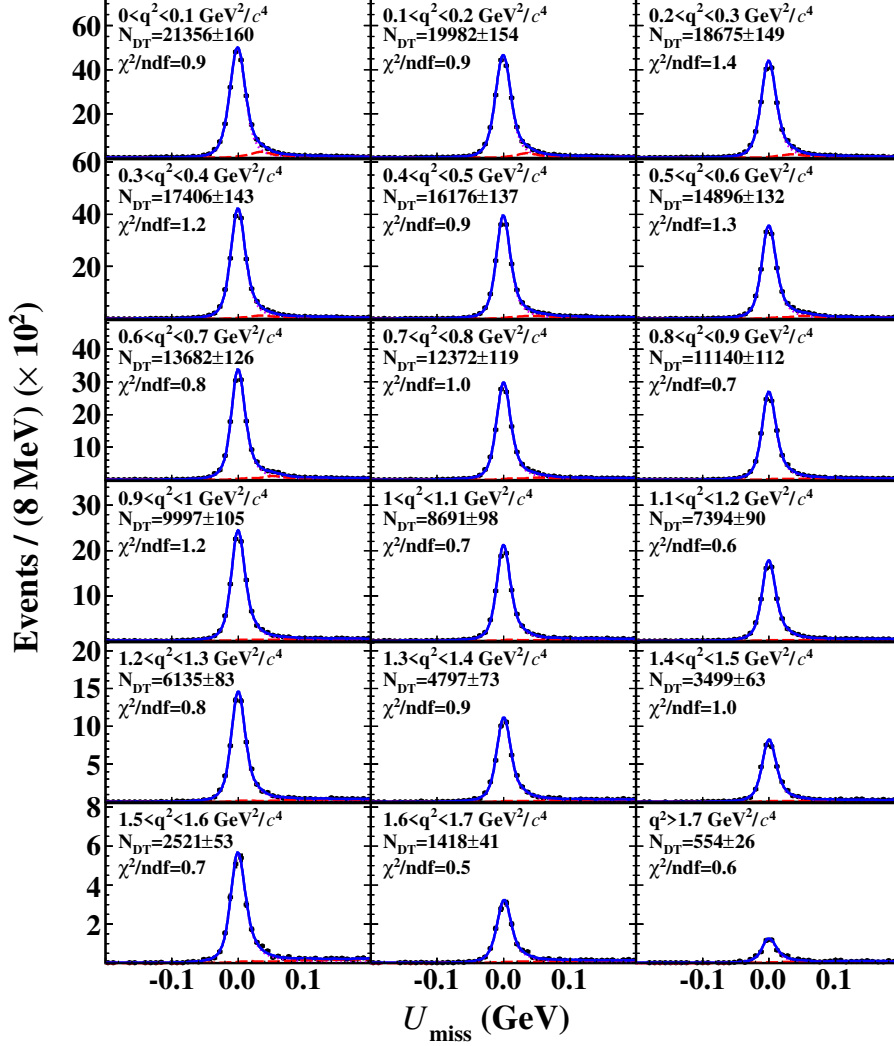 Events / (8 MeV) (× 10²)
60
40
20
0<q²<0.1 GeV²/c⁴
N_DT=21356±160
χ²/ndf=0.9
0.1<q²<0.2 GeV²/c⁴
N_DT=19982±154
χ²/ndf=0.9
0.2<q²<0.3 GeV²/c⁴
N_DT=18675±149
χ²/ndf=1.4
60
40
20
0.3<q²<0.4 GeV²/c⁴
N_DT=17406±143
χ²/ndf=1.2
0.4<q²<0.5 GeV²/c⁴
N_DT=16176±137
χ²/ndf=0.9
0.5<q²<0.6 GeV²/c⁴
N_DT=14896±132
χ²/ndf=1.3
40
30
20
10
0.6<q²<0.7 GeV²/c⁴
N_DT=13682±126
χ²/ndf=0.8
0.7<q²<0.8 GeV²/c⁴
N_DT=12372±119
χ²/ndf=1.0
0.8<q²<0.9 GeV²/c⁴
N_DT=11140±112
χ²/ndf=0.7
30
20
10
0.9<q²<1 GeV²/c⁴
N_DT=9997±105
χ²/ndf=1.2
1<q²<1.1 GeV²/c⁴
N_DT=8691±98
χ²/ndf=0.7
1.1<q²<1.2 GeV²/c⁴
N_DT=7394±90
χ²/ndf=0.6
20
15
10
5
1.2<q²<1.3 GeV²/c⁴
N_DT=6135±83
χ²/ndf=0.8
1.3<q²<1.4 GeV²/c⁴
N_DT=4797±73
χ²/ndf=0.9
1.4<q²<1.5 GeV²/c⁴
N_DT=3499±63
χ²/ndf=1.0
8
6
4
2
1.5<q²<1.6 GeV²/c⁴
N_DT=2521±53
χ²/ndf=0.7
1.6<q²<1.7 GeV²/c⁴
N_DT=1418±41
χ²/ndf=0.5
q²>1.7 GeV²/c⁴
N_DT=554±26
χ²/ndf=0.6
-0.1 0.0 0.1 -0.1 0.0 0.1 -0.1 0.0 0.1
U_miss (GeV)